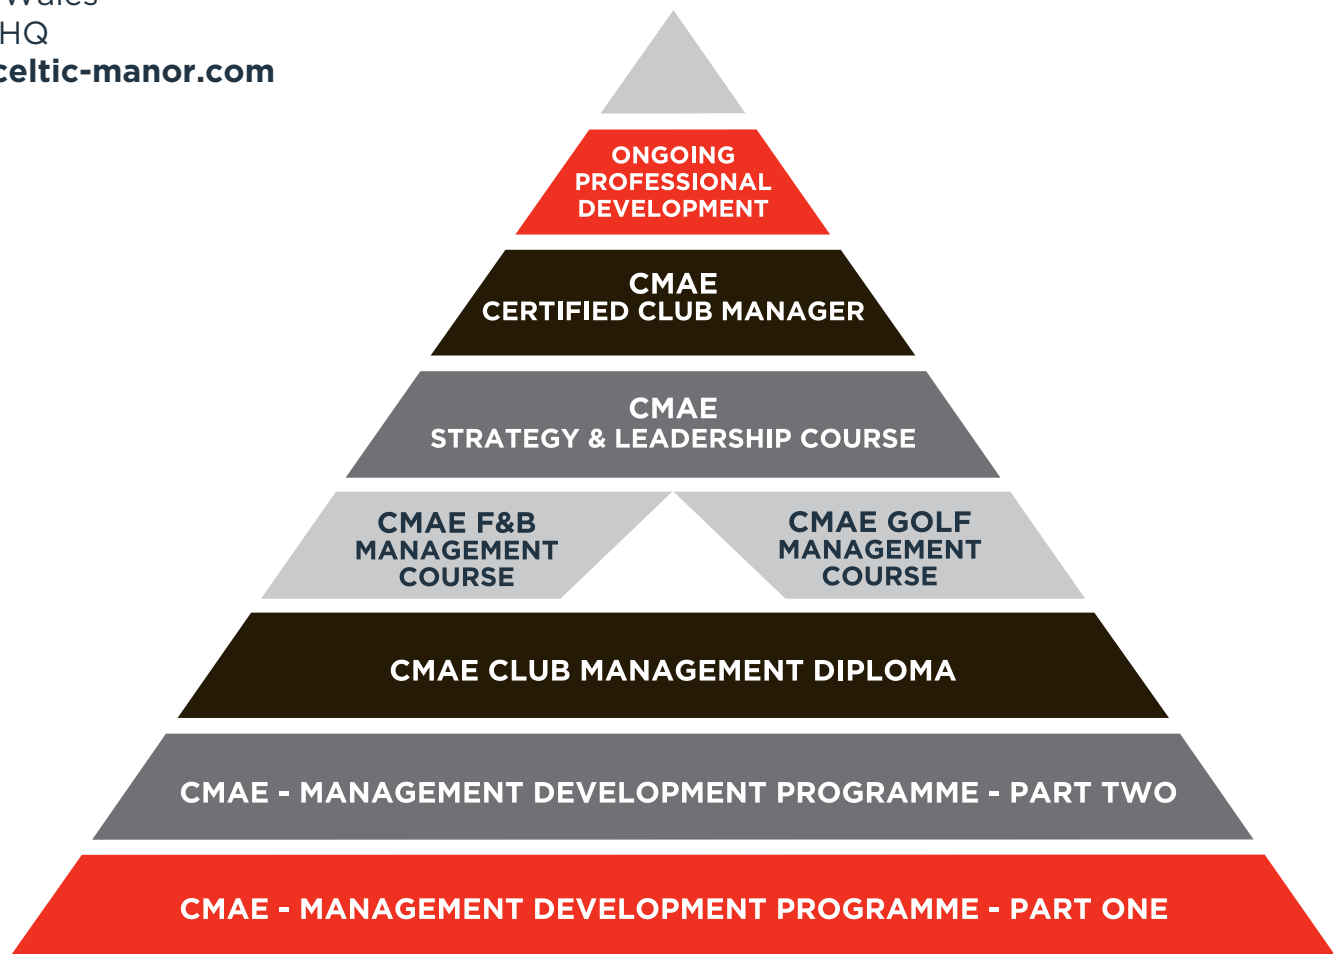 Wales
HQ
celtic-manor.com
ONGOING
PROFESSIONAL
DEVELOPMENT
CMAE
CERTIFIED CLUB MANAGER
CMAE
STRATEGY & LEADERSHIP COURSE
CMAE F&B
MANAGEMENT
COURSE
CMAE GOLF
MANAGEMENT
COURSE
CMAE CLUB MANAGEMENT DIPLOMA
CMAE - MANAGEMENT DEVELOPMENT PROGRAMME - PART TWO
CMAE - MANAGEMENT DEVELOPMENT PROGRAMME - PART ONE